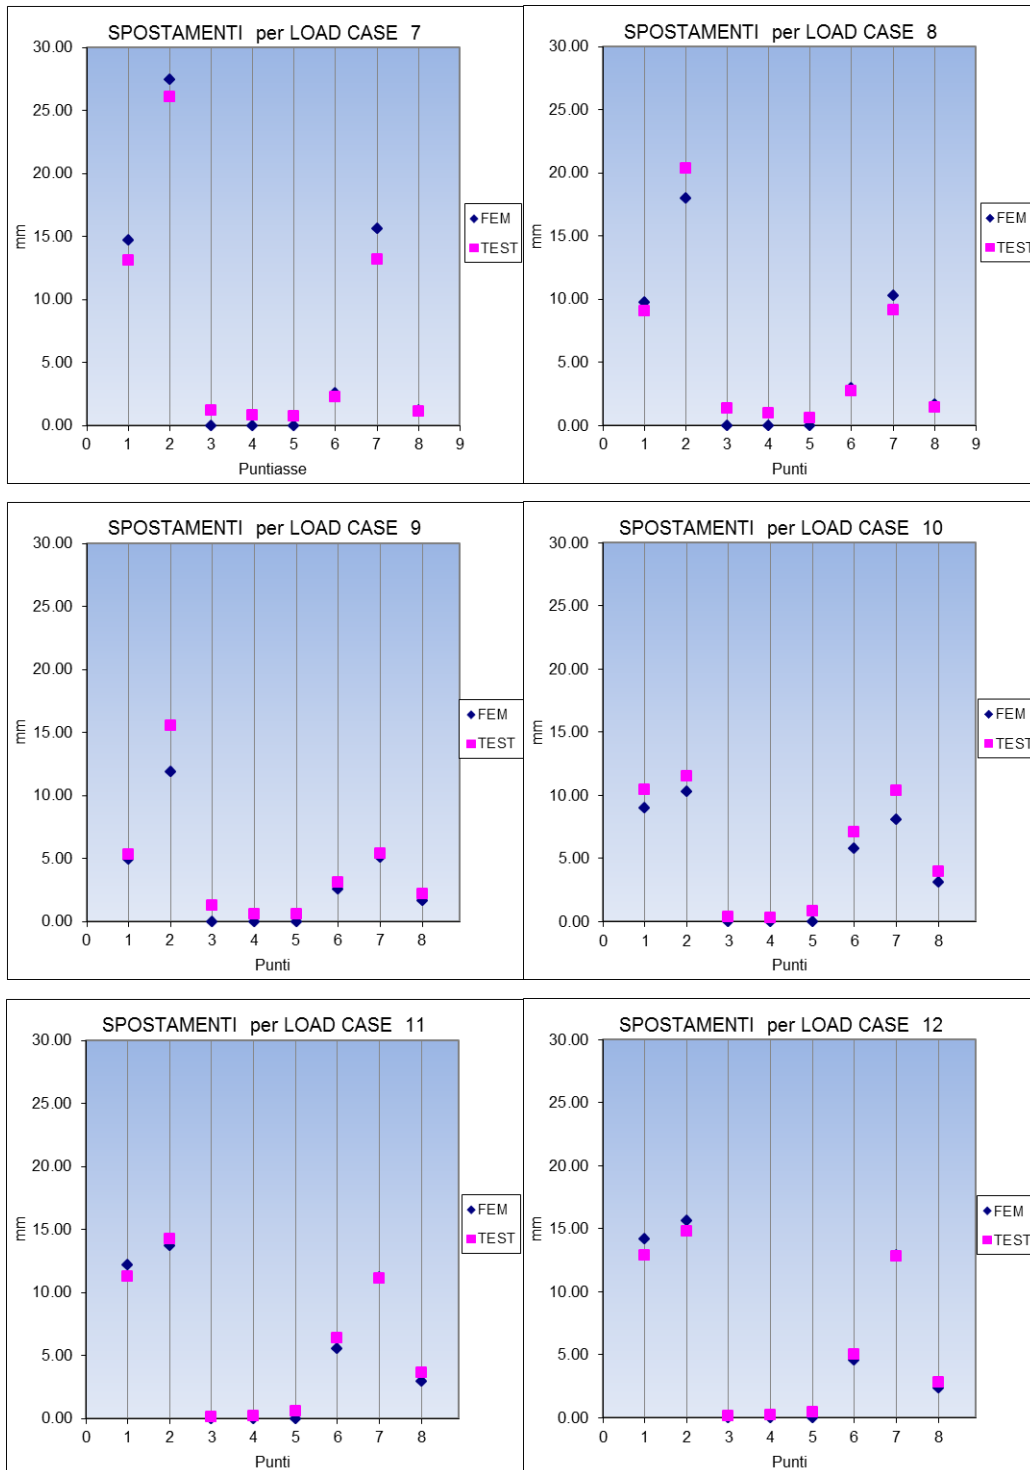 SPOSTAMENTI per LOAD CASE 7
30.00
25.00
20.00
15.00
10.00
5.00
0.00
mm
0 1 2 3 4 5 6 7 8 9
Puntiasse
FEM
TEST
SPOSTAMENTI per LOAD CASE 8
30.00
25.00
20.00
15.00
10.00
5.00
0.00
mm
0 1 2 3 4 5 6 7 8 9
Punti
FEM
TEST
SPOSTAMENTI per LOAD CASE 9
30.00
25.00
20.00
15.00
10.00
5.00
0.00
mm
0 1 2 3 4 5 6 7 8
Punti
FEM
TEST
SPOSTAMENTI per LOAD CASE 10
30.00
25.00
20.00
15.00
10.00
5.00
0.00
mm
0 1 2 3 4 5 6 7 8
Punti
FEM
TEST
SPOSTAMENTI per LOAD CASE 11
30.00
25.00
20.00
15.00
10.00
5.00
0.00
mm
0 1 2 3 4 5 6 7 8
Punti
FEM
TEST
SPOSTAMENTI per LOAD CASE 12
30.00
25.00
20.00
15.00
10.00
5.00
0.00
mm
0 1 2 3 4 5 6 7 8
Punti
FEM
TEST